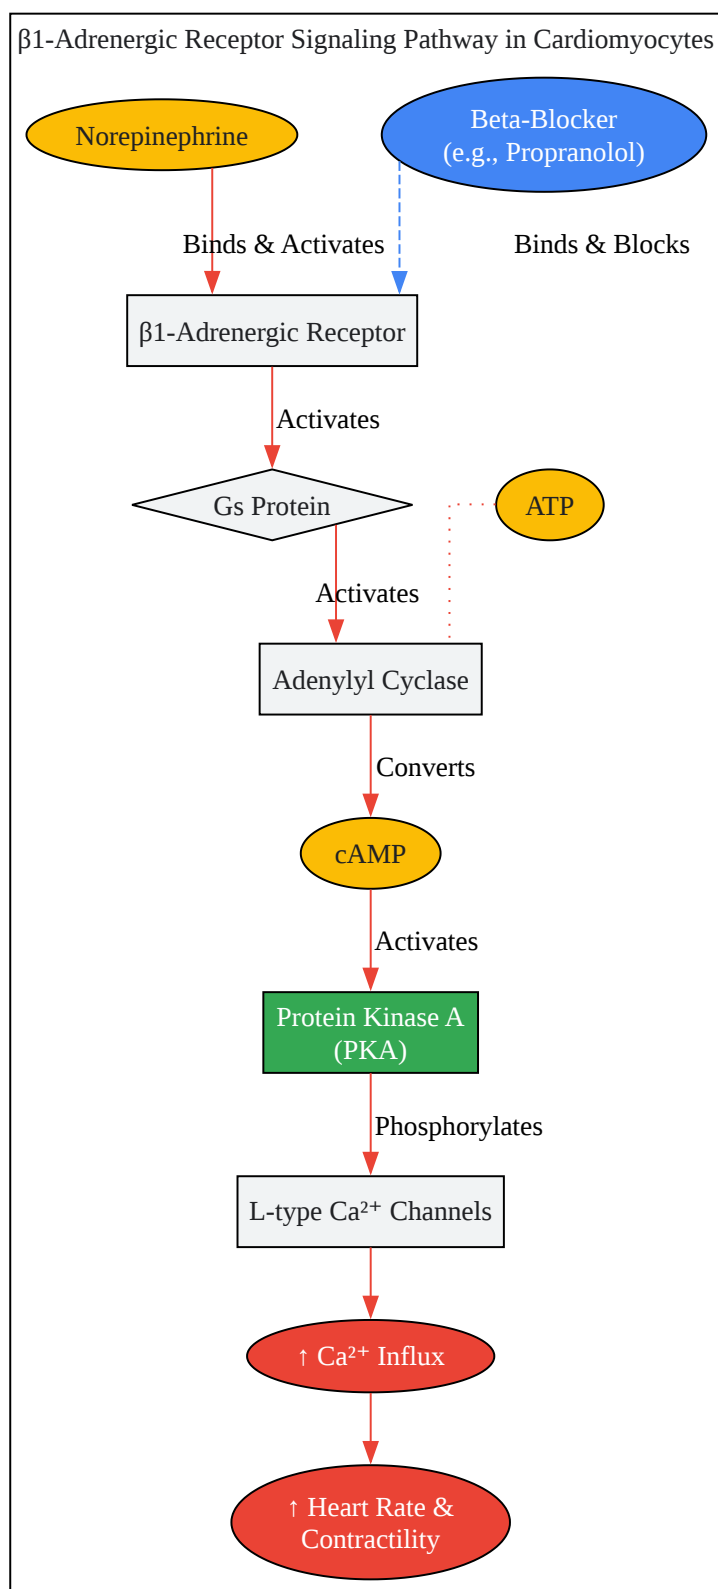 β1-Adrenergic Receptor Signaling Pathway in Cardiomyocytes
Norepinephrine
Beta-Blocker
(e.g., Propranolol)
Binds & Activates
Binds & Blocks
β1-Adrenergic Receptor
Activates
Gs Protein
ATP
Activates
Adenylyl Cyclase
Converts
cAMP
Activates
Protein Kinase A
(PKA)
Phosphorylates
L-type Ca²⁺ Channels
↑ Ca²⁺ Influx
↑ Heart Rate &
Contractility